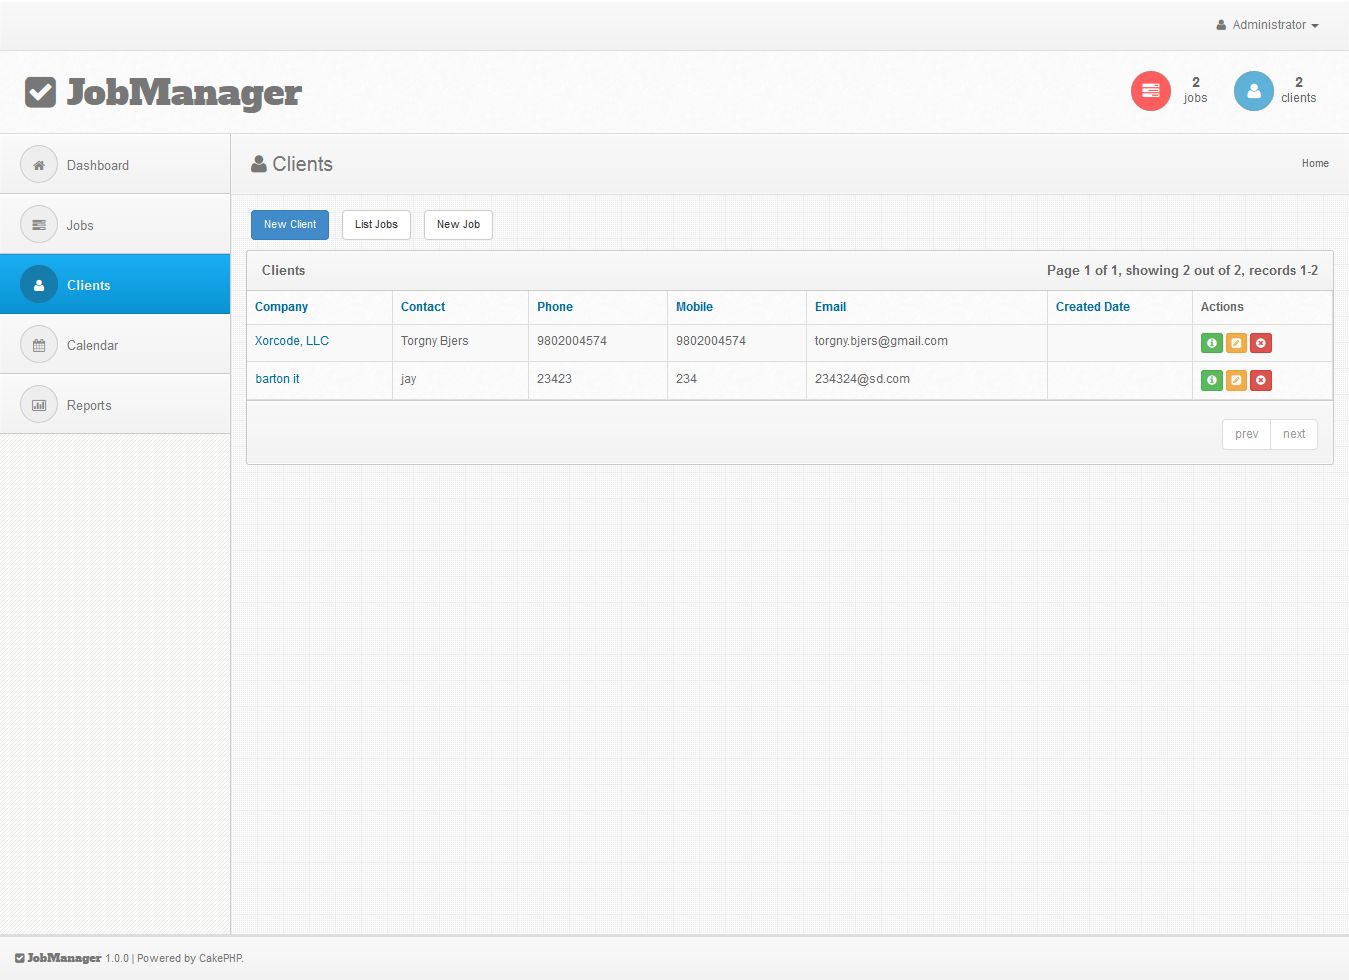 Administrator
JobManager
2 jobs
2 clients
Dashboard
Jobs
Clients
Calendar
Reports
Clients
Home
New Client List Jobs New Job
Clients Page 1 of 1, showing 2 out of 2, records 1-2
Company Contact Phone Mobile Email Created Date Actions
Xorcode, LLC Torgny Bjers 9802004574 9802004574 torgny.bjers@gmail.com
barton it jay 23423 234 234324@sd.com
prev next
JobManager 1.0.0 | Powered by CakePHP.